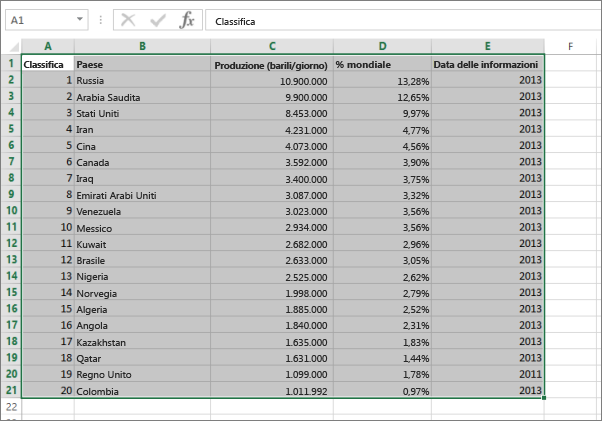 A1 fx Classifica
A B C D E F
1 Classifica Paese Produzione (barili/giorno) % mondiale Data delle informazioni
2 1 Russia 10.900.000 13,28% 2013
3 2 Arabia Saudita 9.900.000 12,65% 2013
4 3 Stati Uniti 8.453.000 9,97% 2013
5 4 Iran 4.231.000 4,77% 2013
6 5 Cina 4.073.000 4,56% 2013
7 6 Canada 3.592.000 3,90% 2013
8 7 Iraq 3.400.000 3,75% 2013
9 8 Emirati Arabi Uniti 3.087.000 3,32% 2013
10 9 Venezuela 3.023.000 3,56% 2013
11 10 Messico 2.934.000 3,56% 2013
12 11 Kuwait 2.682.000 2,96% 2013
13 12 Brasile 2.633.000 3,05% 2013
14 13 Nigeria 2.525.000 2,62% 2013
15 14 Norvegia 1.998.000 2,79% 2013
16 15 Algeria 1.885.000 2,52% 2013
17 16 Angola 1.840.000 2,31% 2013
18 17 Kazakhstan 1.635.000 1,83% 2013
19 18 Qatar 1.631.000 1,44% 2013
20 19 Regno Unito 1.099.000 1,78% 2011
21 20 Colombia 1.011.992 0,97% 2013
22